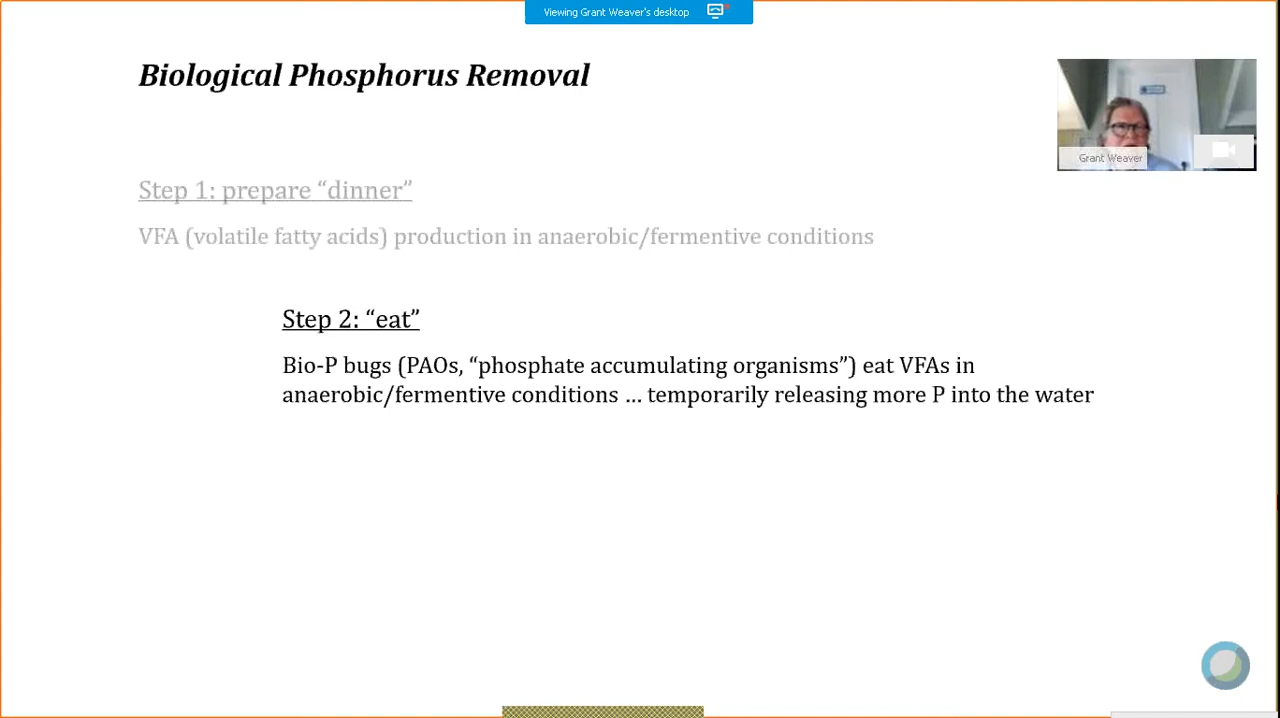 Viewing Grant Weaver's desktop
Biological Phosphorus Removal
Grant Weaver
Step 1: prepare “dinner”
VFA (volatile fatty acids) production in anaerobic/fermentive conditions
Step 2: “eat”
Bio-P bugs (PAOs, “phosphate accumulating organisms”) eat VFAs in
anaerobic/fermentive conditions ... temporarily releasing more P into the water